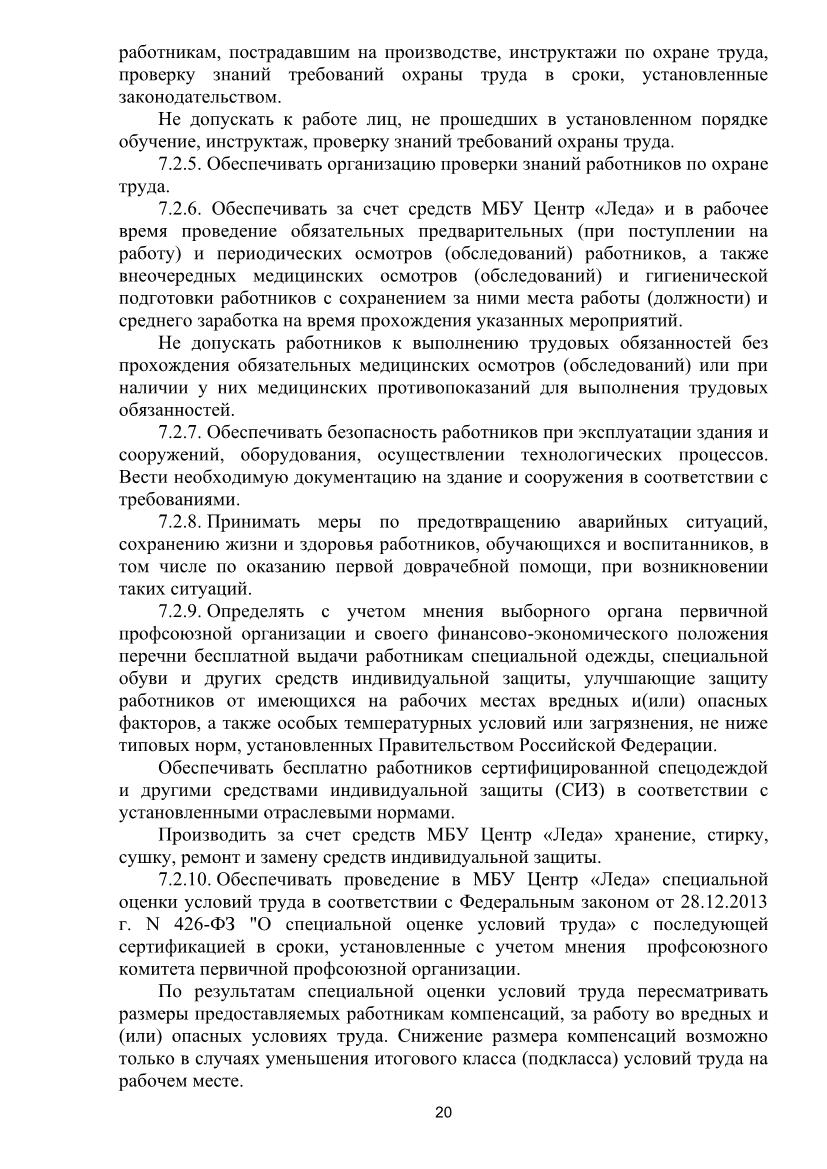 работникам, пострадавшим на производстве, инструктажи по охране труда,
проверку знаний требований охраны труда в сроки, установленные
законодательством.
Не допускать к работе лиц, не прошедших в установленном порядке
обучение, инструктаж, проверку знаний требований охраны труда.
7.2.5. Обеспечивать организацию проверки знаний работников по охране
труда.
7.2.6. Обеспечивать за счет средств МБУ Центр «Леда» и в рабочее
время проведение обязательных предварительных (при поступлении на
работу) и периодических осмотров (обследований) работников, а также
внеочередных медицинских осмотров (обследований) и гигиенической
подготовки работников с сохранением за ними места работы (должности) и
среднего заработка на время прохождения указанных мероприятий.
Не допускать работников к выполнению трудовых обязанностей без
прохождения обязательных медицинских осмотров (обследований) или при
наличии у них медицинских противопоказаний для выполнения трудовых
обязанностей.
7.2.7. Обеспечивать безопасность работников при эксплуатации здания и
сооружений, оборудования, осуществлении технологических процессов.
Вести необходимую документацию на здание и сооружения в соответствии с
требованиями.
7.2.8. Принимать меры по предотвращению аварийных ситуаций,
сохранению жизни и здоровья работников, обучающихся и воспитанников, в
том числе по оказанию первой доврачебной помощи, при возникновении
таких ситуаций.
7.2.9. Определять с учетом мнения выборного органа первичной
профсоюзной организации и своего финансово-экономического положения
перечни бесплатной выдачи работникам специальной одежды, специальной
обуви и других средств индивидуальной защиты, улучшающие защиту
работников от имеющихся на рабочих местах вредных и(или) опасных
факторов, а также особых температурных условий или загрязнения, не ниже
типовых норм, установленных Правительством Российской Федерации.
Обеспечивать бесплатно работников сертифицированной спецодеждой
и другими средствами индивидуальной защиты (СИЗ) в соответствии с
установленными отраслевыми нормами.
Производить за счет средств МБУ Центр «Леда» хранение, стирку,
сушку, ремонт и замену средств индивидуальной защиты.
7.2.10. Обеспечивать проведение в МБУ Центр «Леда» специальной
оценки условий труда в соответствии с Федеральным законом от 28.12.2013
г. N 426-ФЗ "О специальной оценке условий труда» с последующей
сертификацией в сроки, установленные с учетом мнения профсоюзного
комитета первичной профсоюзной организации.
По результатам специальной оценки условий труда пересматривать
размеры предоставляемых работникам компенсаций, за работу во вредных и
(или) опасных условиях труда. Снижение размера компенсаций возможно
только в случаях уменьшения итогового класса (подкласса) условий труда на
рабочем месте.
20